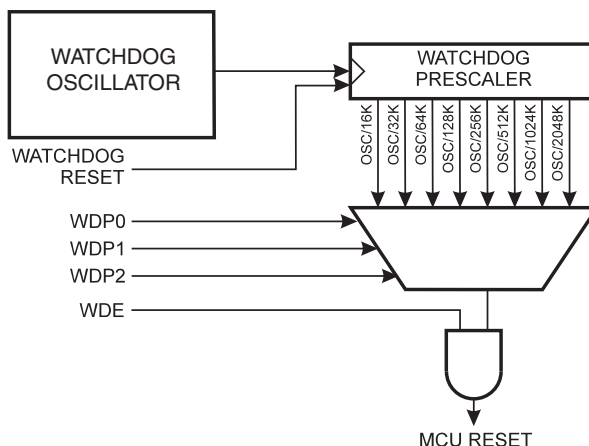 WATCHDOG
OSCILLATOR
WATCHDOG
PRESCALER
OSC/16K
OSC/32K
OSC/64K
OSC/128K
OSC/256K
OSC/512K
OSC/1024K
OSC/2048K
WATCHDOG
RESET
WDP0
WDP1
WDP2
WDE
MCU RESET